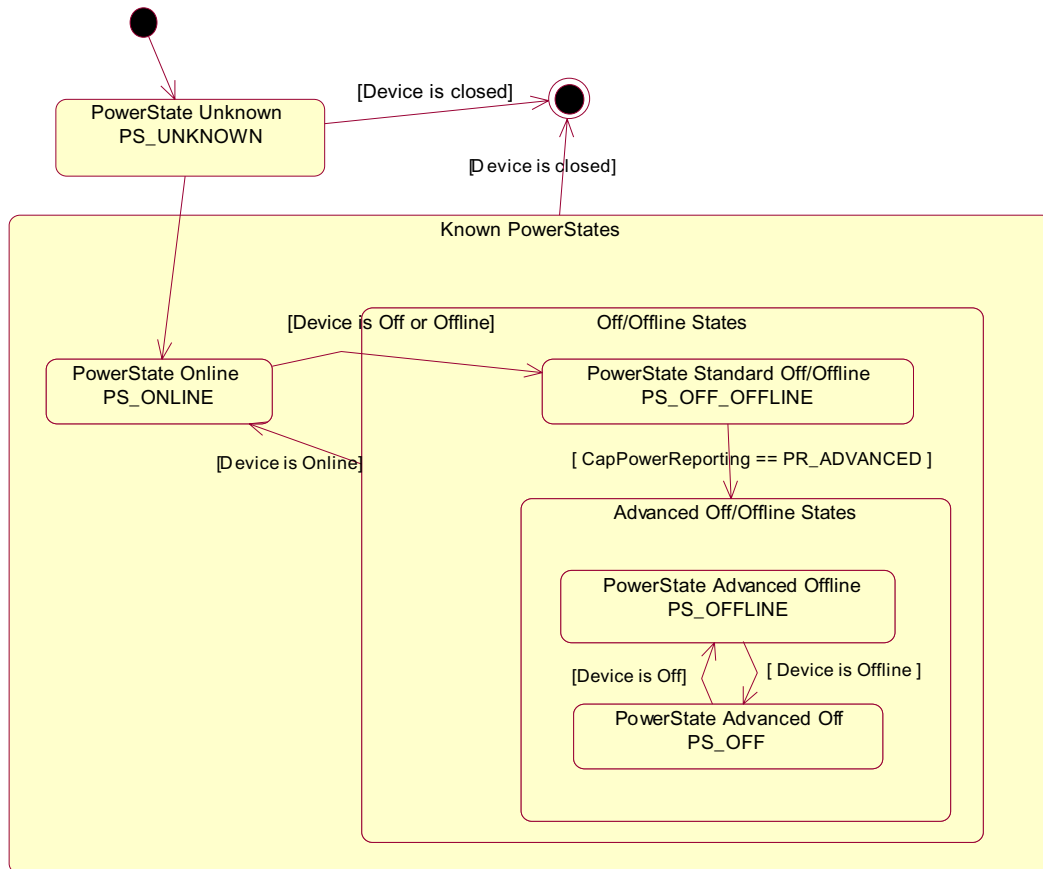 [Device is closed]
PowerState Unknown
PS_UNKNOWN
[Device is closed]
Known PowerStates
[Device is Off or Offline]
Off/Offline States
PowerState Online
PS_ONLINE
PowerState Standard Off/Offline
PS_OFF_OFFLINE
[Device is Online]
[ CapPowerReporting == PR_ADVANCED ]
Advanced Off/Offline States
PowerState Advanced Offline
PS_OFFLINE
[Device is Off]
[ Device is Offline ]
PowerState Advanced Off
PS_OFF